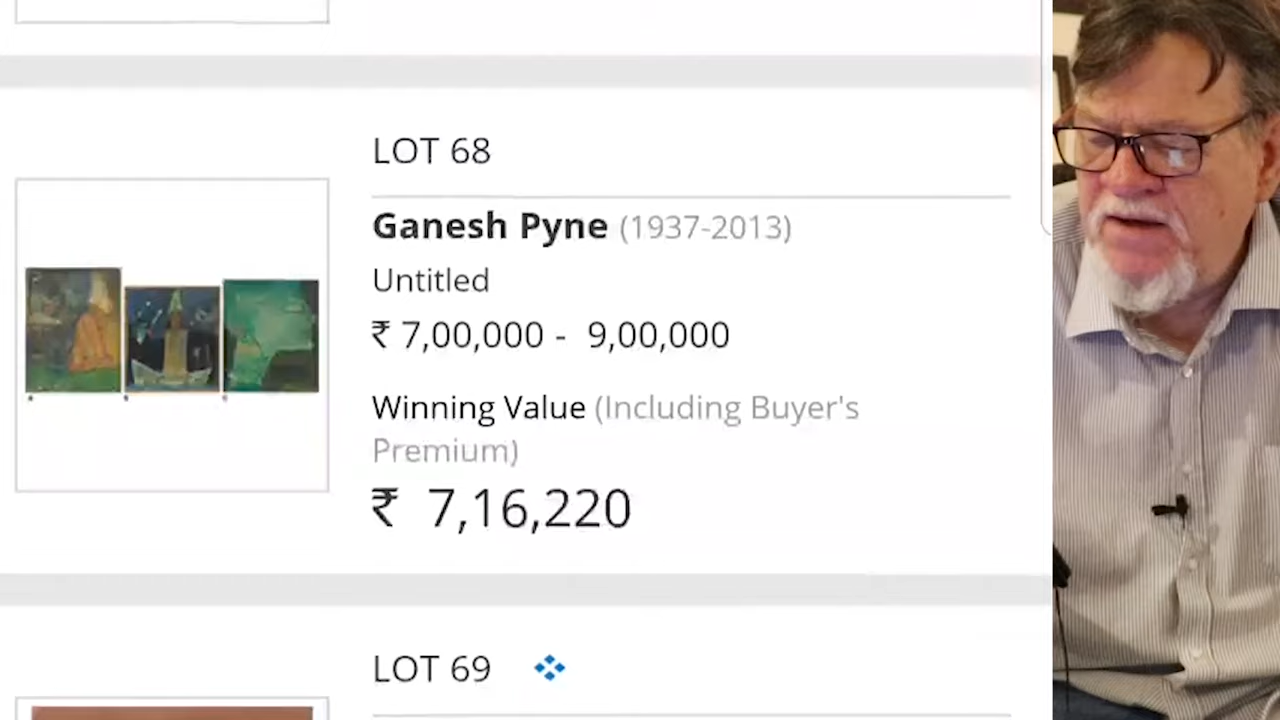 LOT 68
Ganesh Pyne (1937-2013)
Untitled
₹ 7,00,000 - 9,00,000
Winning Value (Including Buyer's
Premium)
₹ 7,16,220
LOT 69